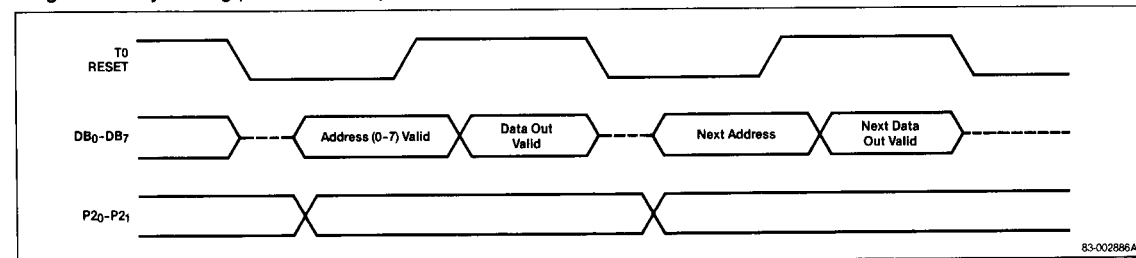 T0
RESET
DB0-DB7
Address (0-7) Valid
Data Out
Valid
Next Address
Next Data
Out Valid
P20-P21
83-002886A